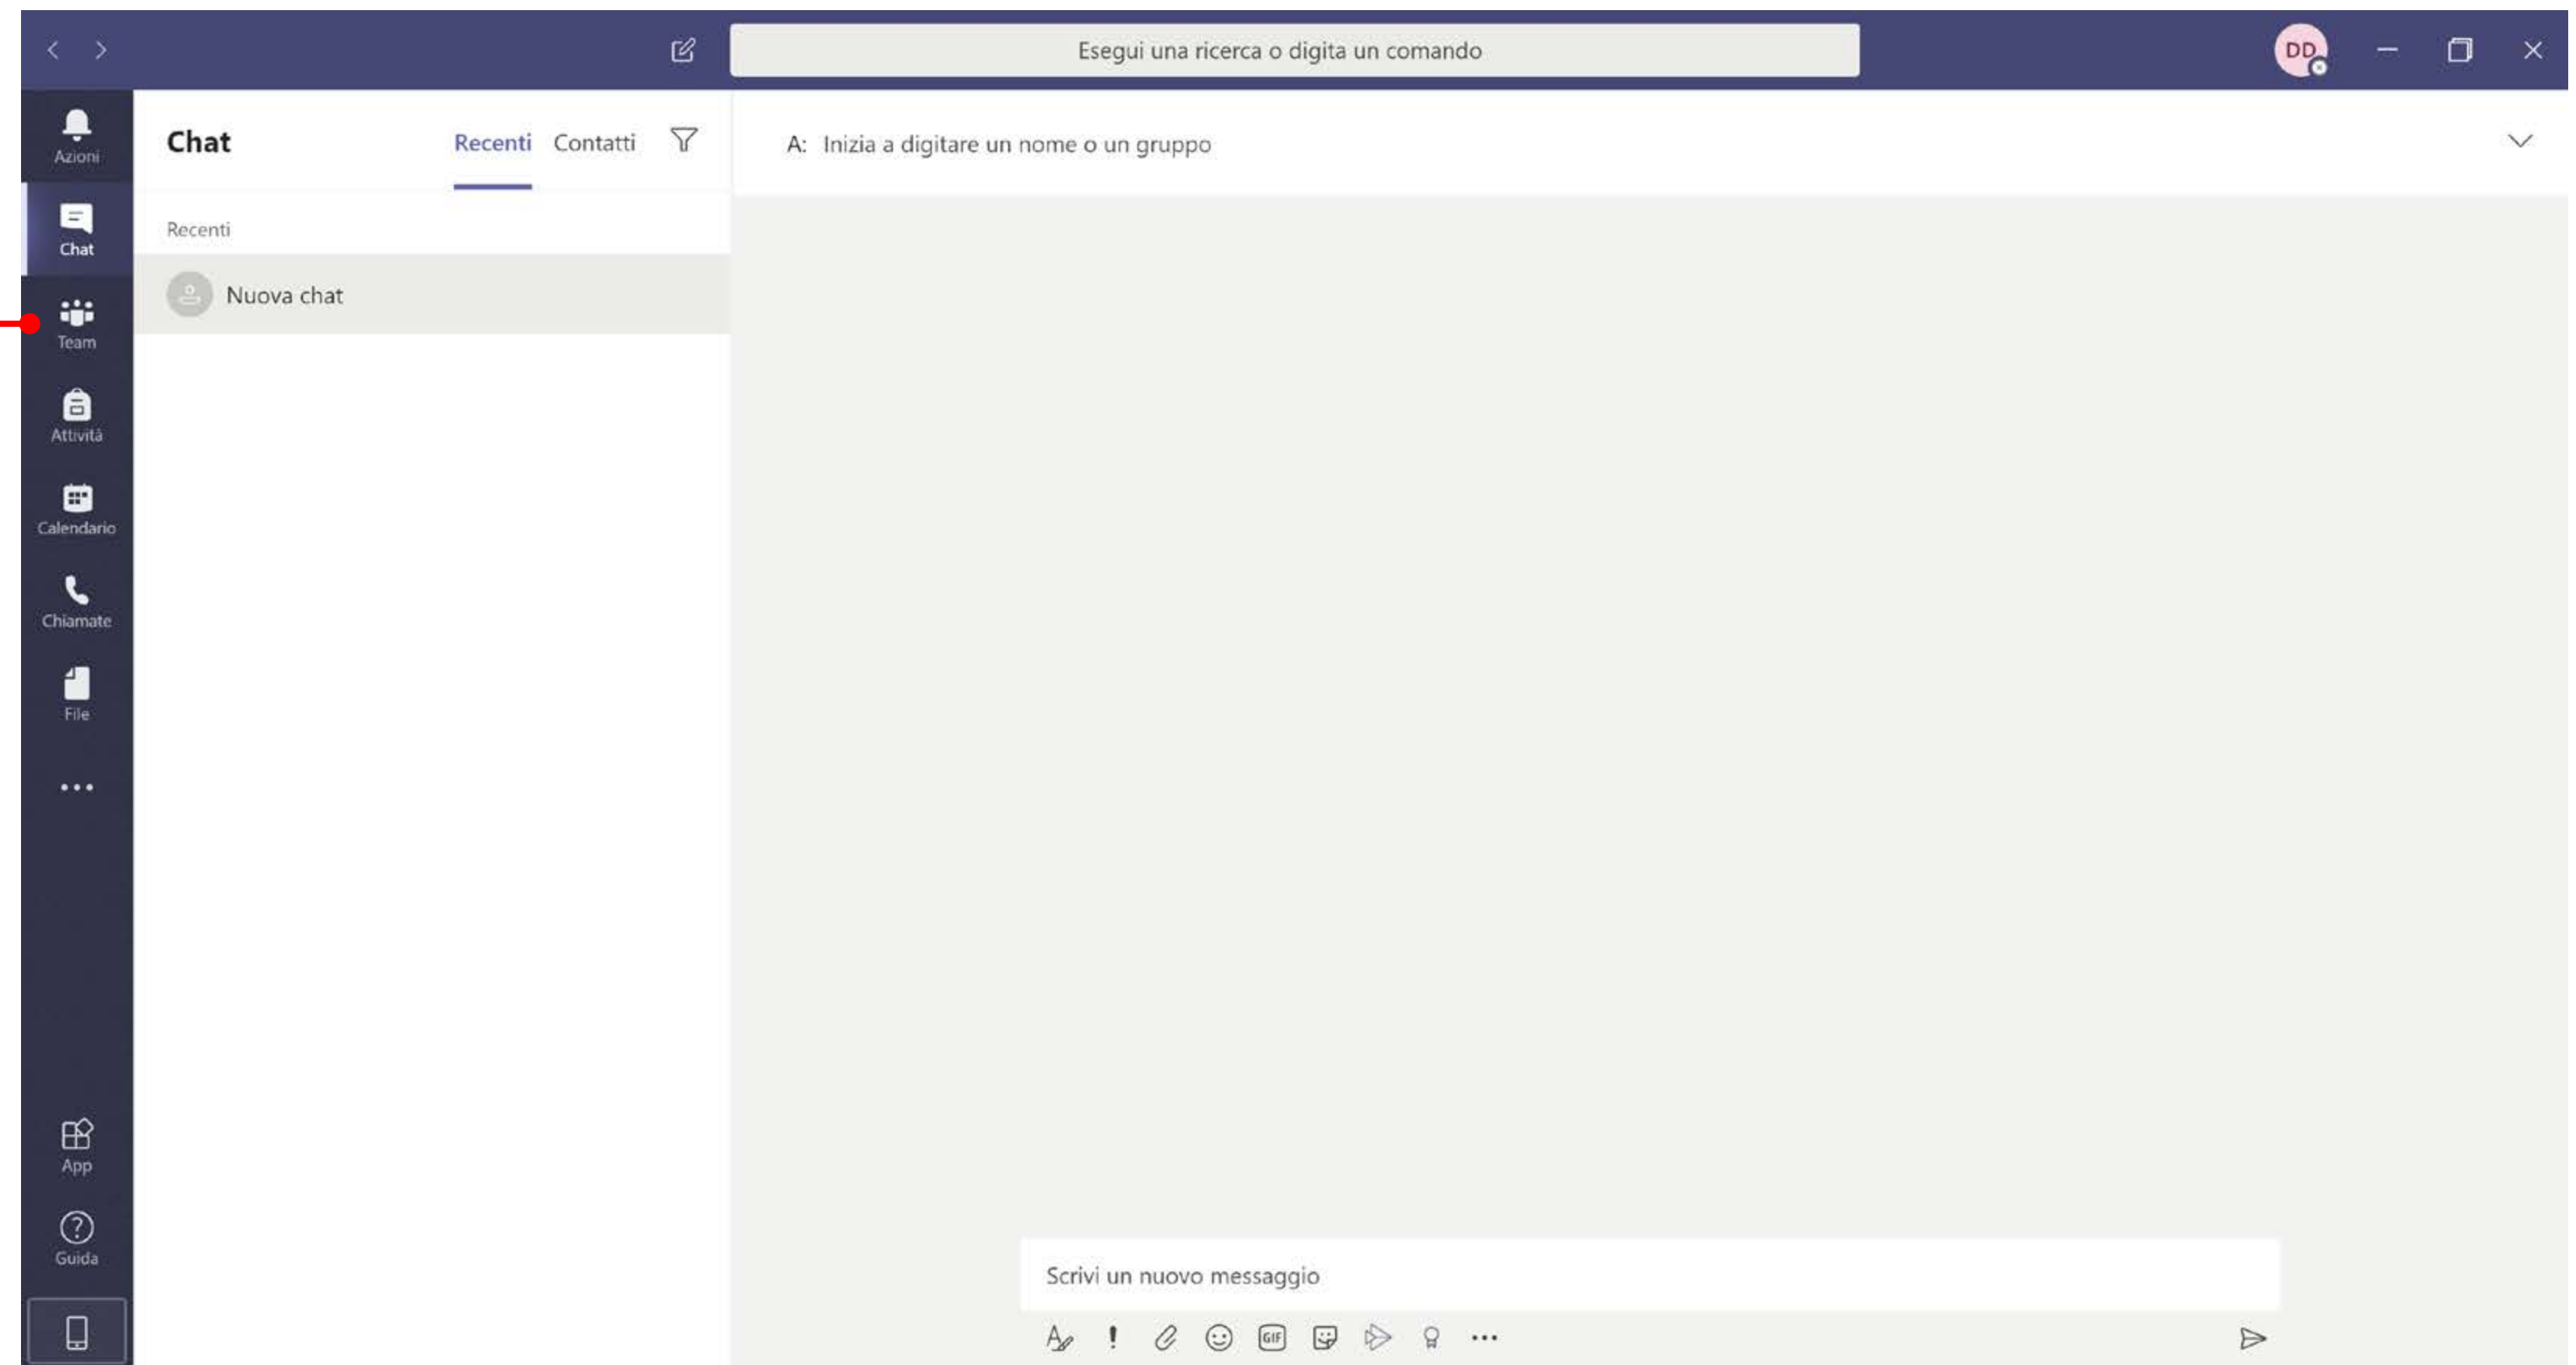 Esegui una ricerca o digita un comando
DD
Azioni
Chat
Team
Attività
Calendario
Chiamate
File
App
Guida
Chat Recenti Contatti
Recenti
Nuova chat
A: Inizia a digitare un nome o un gruppo
Scrivi un nuovo messaggio
GIF